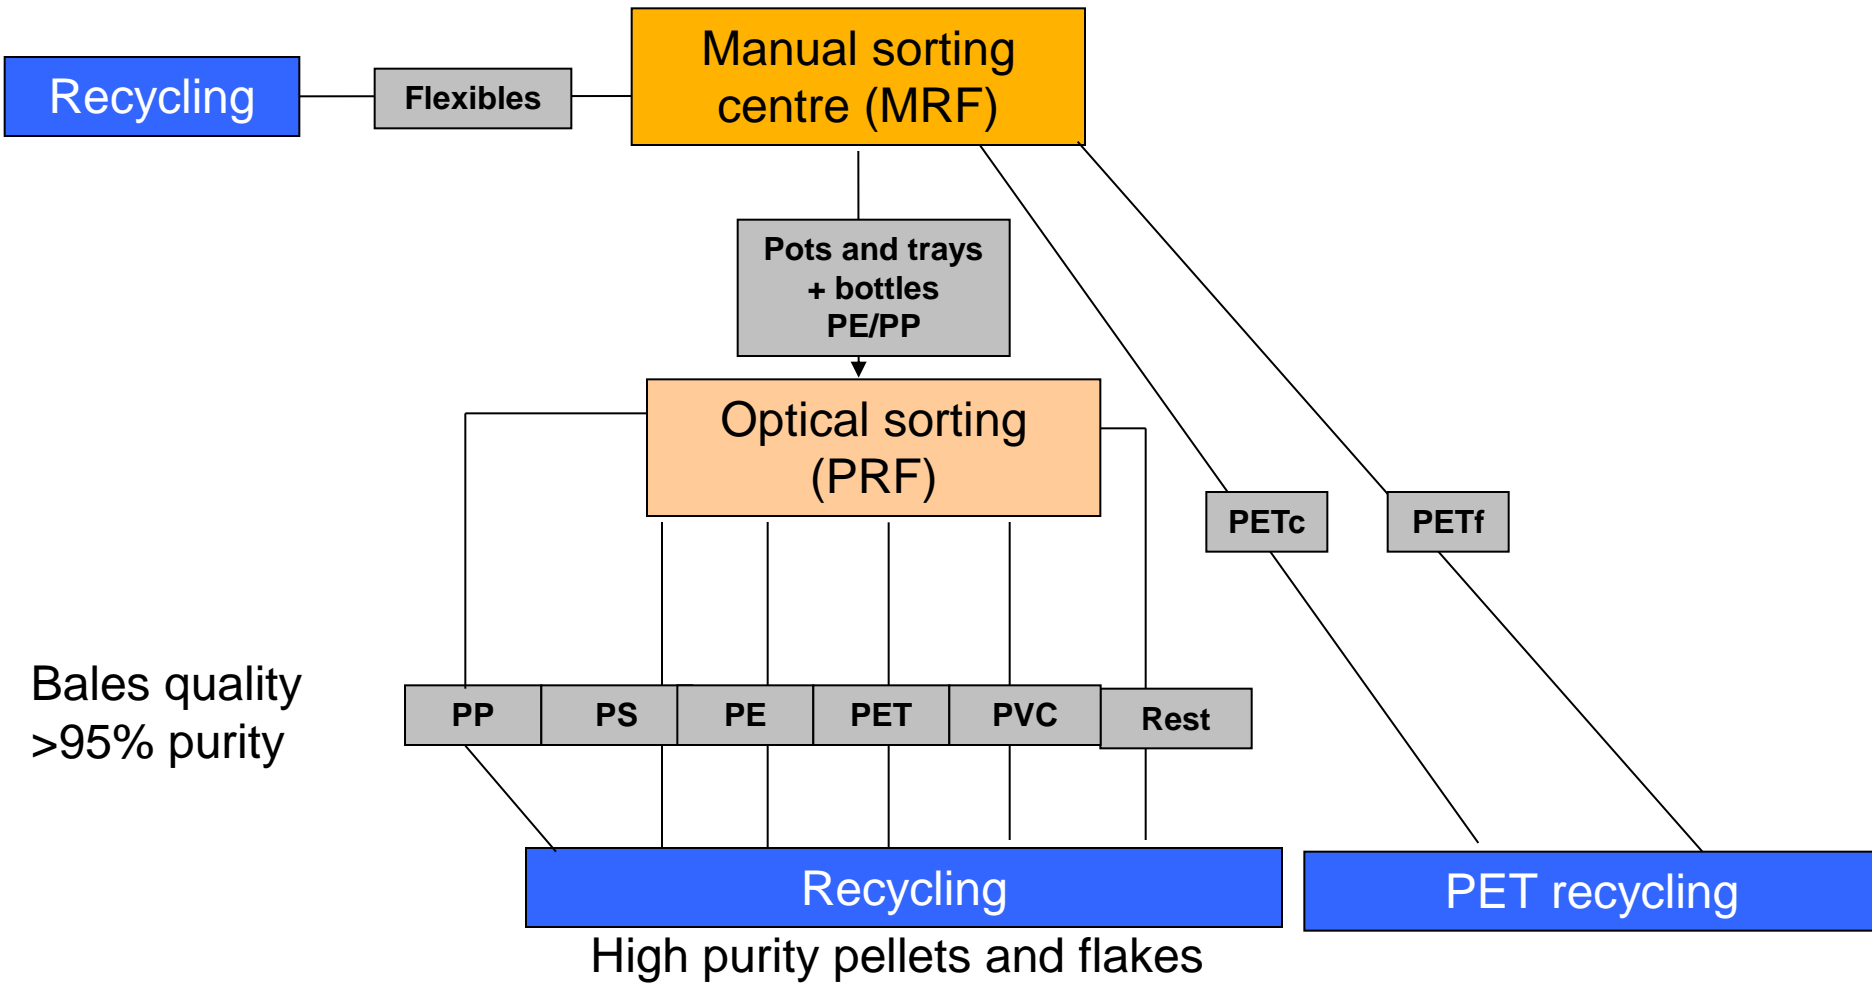 Manual sorting
centre (MRF)
Recycling
Flexibles
Pots and trays
+ bottles
PE/PP
Optical sorting
(PRF)
PETc
PETf
Bales quality
>95% purity
PP
PS
PE
PET
PVC
Rest
Recycling
PET recycling
High purity pellets and flakes